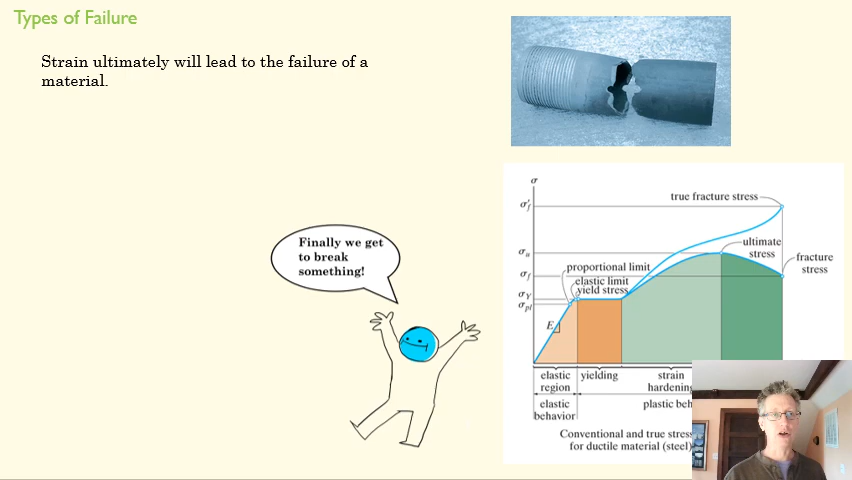 Types of Failure
Strain ultimately will lead to the failure of a
material.
Finally we get
to break
something!
σ
true fracture stress
σ'f
ultimate
stress
σu
fracture
stress
proportional limit
σf
elastic limit
yield stress
σY
σpl
E
elastic
region
yielding
strain
hardening
elastic
behavior
Conventional and true stress
for ductile material (steel)